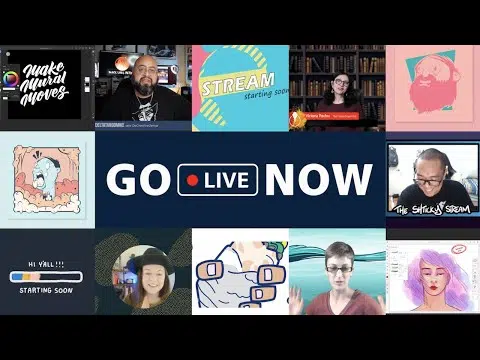 Make
Mural
Moves
STREAM
starting soon
GO LIVE NOW
THE SHTICKY STREAM
HI Y'ALL!!!
STARTING SOON